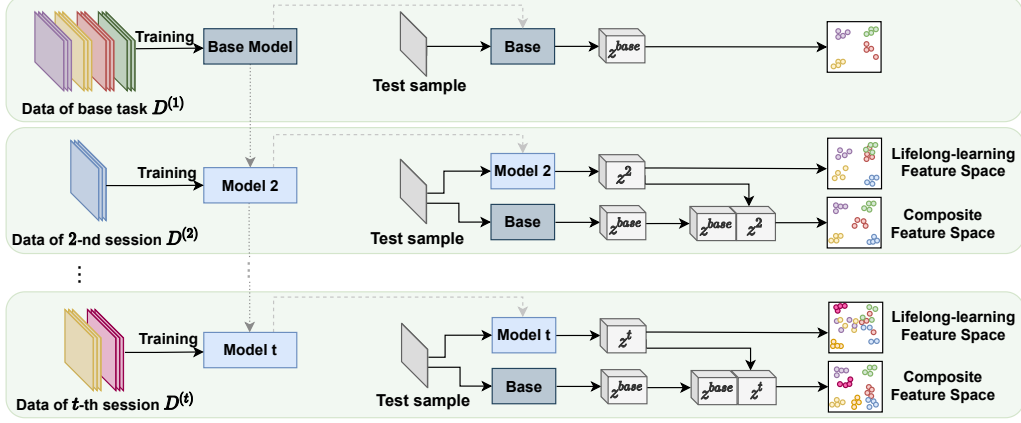 Training
Base Model
Base
z^{base}
Test sample
Data of base task D^{(1)}
Training
Model 2
Model 2
z^2
Lifelong-learning
Feature Space
Base
z^{base}
z^{base} z^2
Composite
Feature Space
Test sample
Data of 2-nd session D^{(2)}
⋮
Training
Model t
Model t
z^t
Lifelong-learning
Feature Space
Base
z^{base}
z^{base} z^t
Composite
Feature Space
Test sample
Data of t-th session D^{(t)}